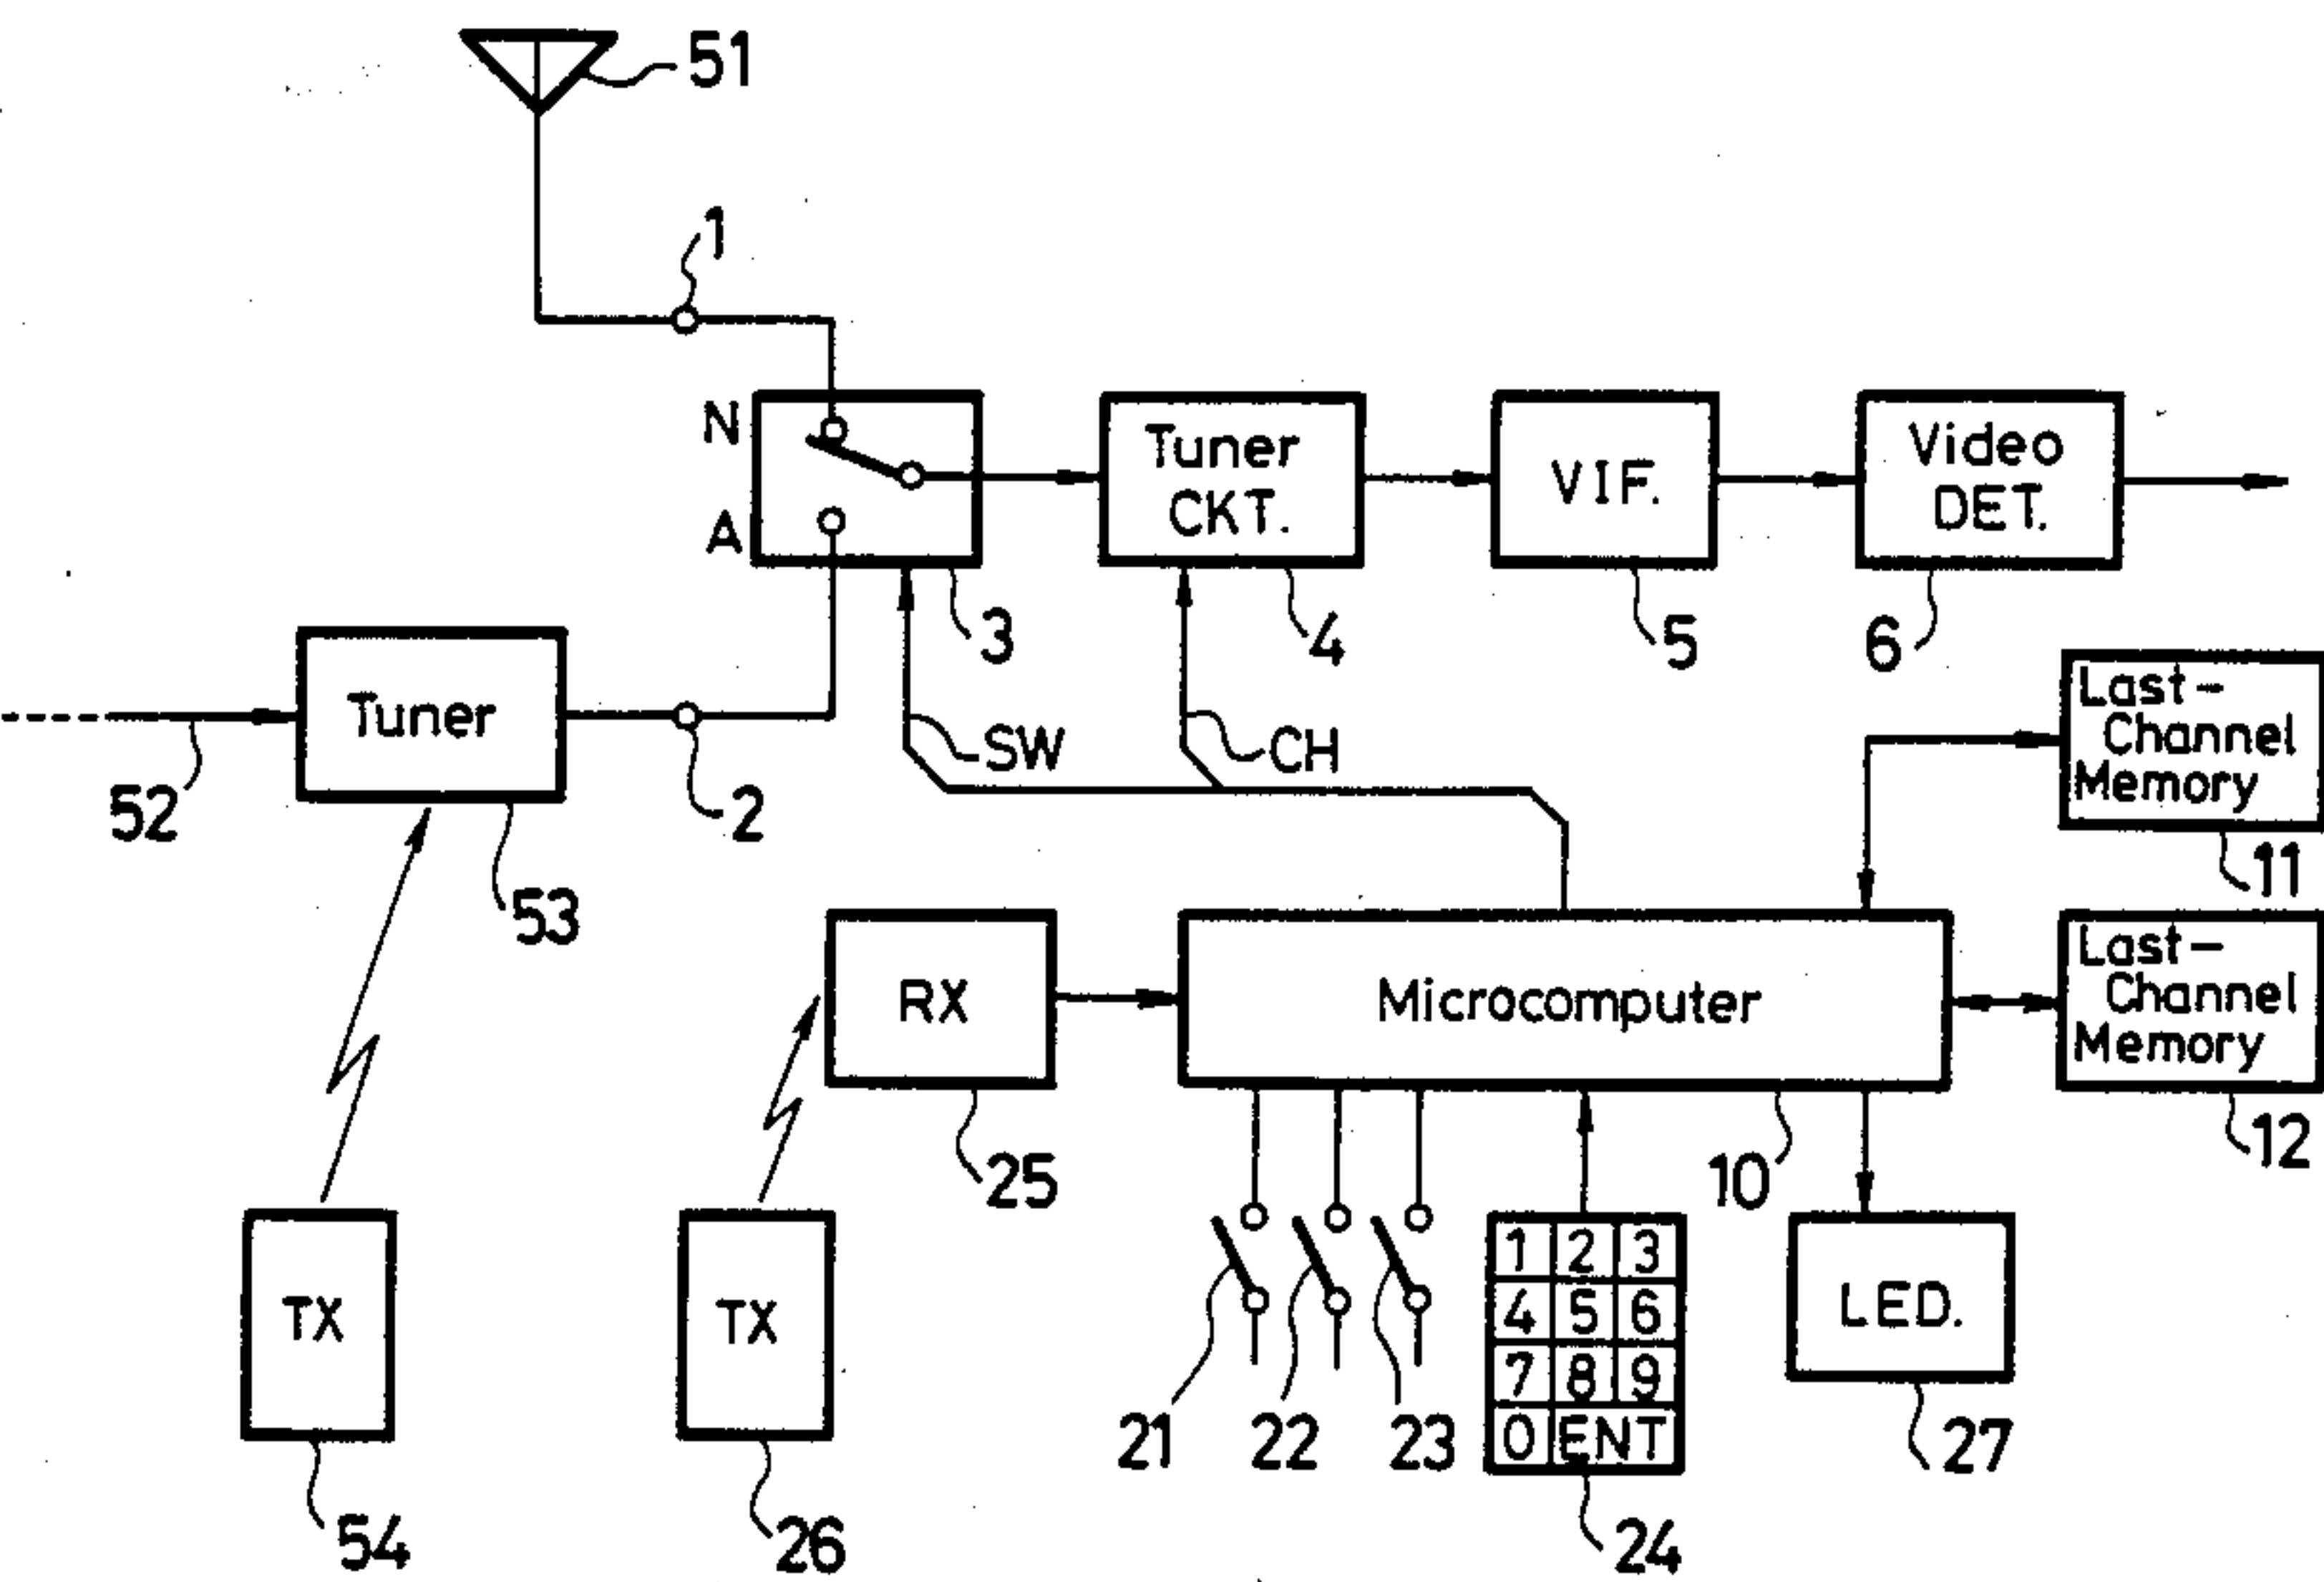 51
1
N
A
Tuner
CKT.
VIF.
Video
DET.
3
4
5
6
Tuner
52
53
2
SW
CH
Last-
Channel
Memory
11
RX
25
Microcomputer
10
Last-
Channel
Memory
12
TX
54
TX
26
21
22
23
1 2 3
4 5 6
7 8 9
0 ENT
24
LED.
27